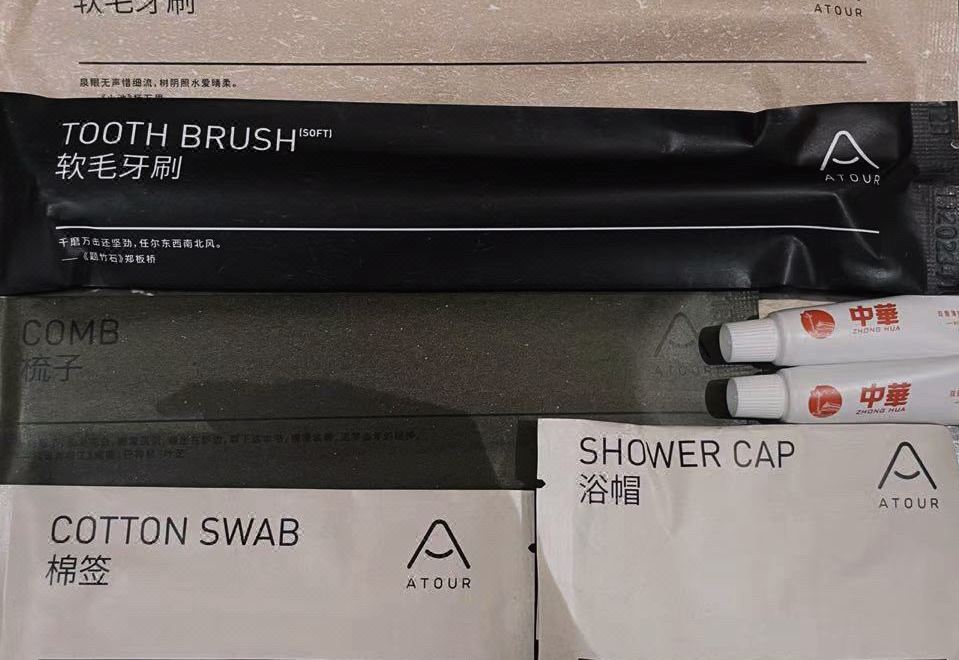 软毛牙刷
ATOUR
泉眼无声惜细流，树阴照水爱晴柔。
TOOTH BRUSH(SOFT)
软毛牙刷
ATOUR
千磨万击还坚劲，任尔东西南北风。
——《题竹石》郑板桥
COMB
梳子
ATOUR
中華
ZHONG HUA
中華
ZHONG HUA
SHOWER CAP
浴帽
ATOUR
COTTON SWAB
棉签
ATOUR